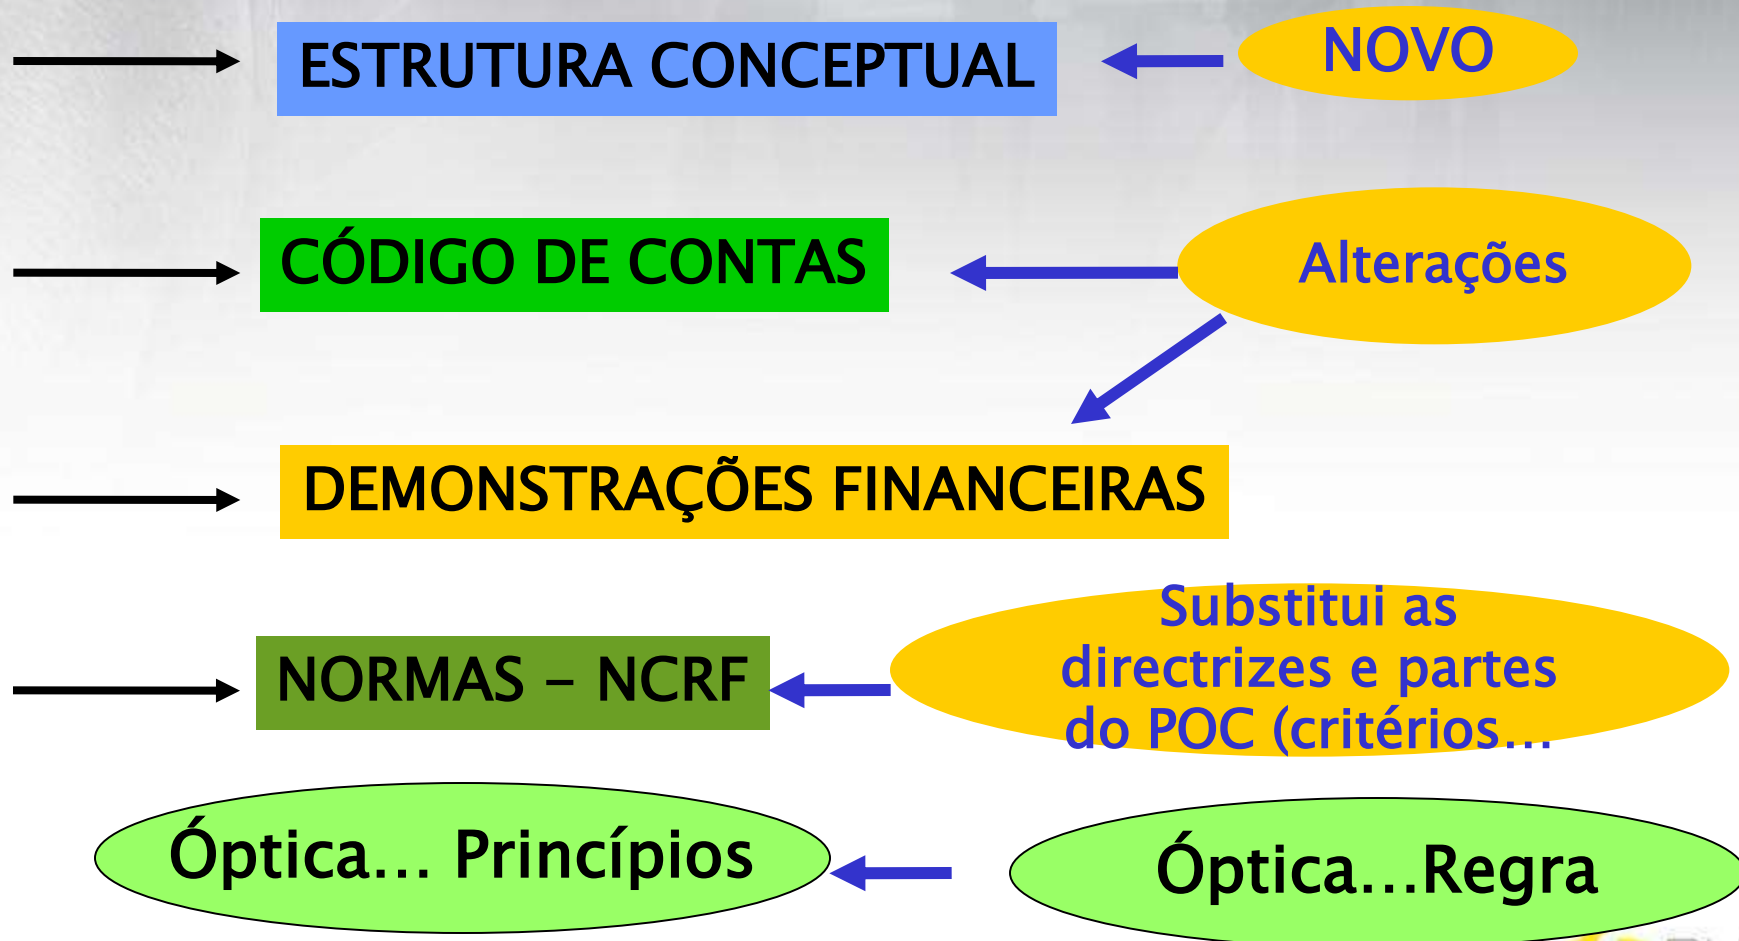 ESTRUTURA CONCEPTUAL
NOVO
CÓDIGO DE CONTAS
Alterações
DEMONSTRAÇÕES FINANCEIRAS
Substitui as
directrizes e partes
do POC (critérios...
NORMAS - NCRF
Óptica... Princípios
Óptica...Regra